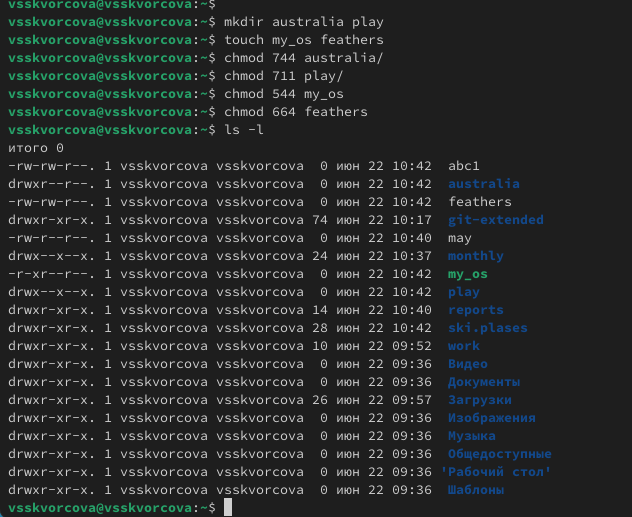 vsskvorcova@vsskvorcova:~$
vsskvorcova@vsskvorcova:~$ mkdir australia play
vsskvorcova@vsskvorcova:~$ touch my_os feathers
vsskvorcova@vsskvorcova:~$ chmod 744 australia/
vsskvorcova@vsskvorcova:~$ chmod 711 play/
vsskvorcova@vsskvorcova:~$ chmod 544 my_os
vsskvorcova@vsskvorcova:~$ chmod 664 feathers
vsskvorcova@vsskvorcova:~$ ls -l
итого 0
-rw-rw-r--. 1 vsskvorcova vsskvorcova  0 июн 22 10:42  abc1
drwxr--r--. 1 vsskvorcova vsskvorcova  0 июн 22 10:42  australia
-rw-rw-r--. 1 vsskvorcova vsskvorcova  0 июн 22 10:42  feathers
drwxr-xr-x. 1 vsskvorcova vsskvorcova 74 июн 22 10:17  git-extended
-rw-r--r--. 1 vsskvorcova vsskvorcova  0 июн 22 10:40  may
drwx--x--x. 1 vsskvorcova vsskvorcova 24 июн 22 10:37  monthly
-r-xr--r--. 1 vsskvorcova vsskvorcova  0 июн 22 10:42  my_os
drwx--x--x. 1 vsskvorcova vsskvorcova  0 июн 22 10:42  play
drwxr-xr-x. 1 vsskvorcova vsskvorcova 14 июн 22 10:40  reports
drwxr-xr-x. 1 vsskvorcova vsskvorcova 28 июн 22 10:42  ski.plases
drwxr-xr-x. 1 vsskvorcova vsskvorcova 10 июн 22 09:52  work
drwxr-xr-x. 1 vsskvorcova vsskvorcova  0 июн 22 09:36  Видео
drwxr-xr-x. 1 vsskvorcova vsskvorcova  0 июн 22 09:36  Документы
drwxr-xr-x. 1 vsskvorcova vsskvorcova 26 июн 22 09:57  Загрузки
drwxr-xr-x. 1 vsskvorcova vsskvorcova  0 июн 22 09:36  Изображения
drwxr-xr-x. 1 vsskvorcova vsskvorcova  0 июн 22 09:36  Музыка
drwxr-xr-x. 1 vsskvorcova vsskvorcova  0 июн 22 09:36  Общедоступные
drwxr-xr-x. 1 vsskvorcova vsskvorcova  0 июн 22 09:36 'Рабочий стол'
drwxr-xr-x. 1 vsskvorcova vsskvorcova  0 июн 22 09:36  Шаблоны
vsskvorcova@vsskvorcova:~$